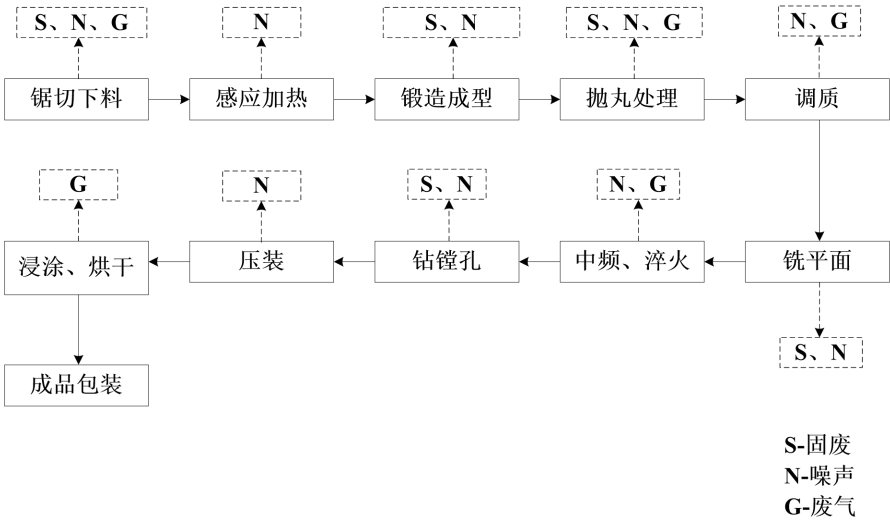 S、N、G
N
S、N
S、N、G
N、G
锯切下料
感应加热
锻造成型
抛丸处理
调质
G
N
S、N
N、G
浸涂、烘干
压装
钻镗孔
中频、淬火
铣平面
S、N
成品包装
S-固废
N-噪声
G-废气